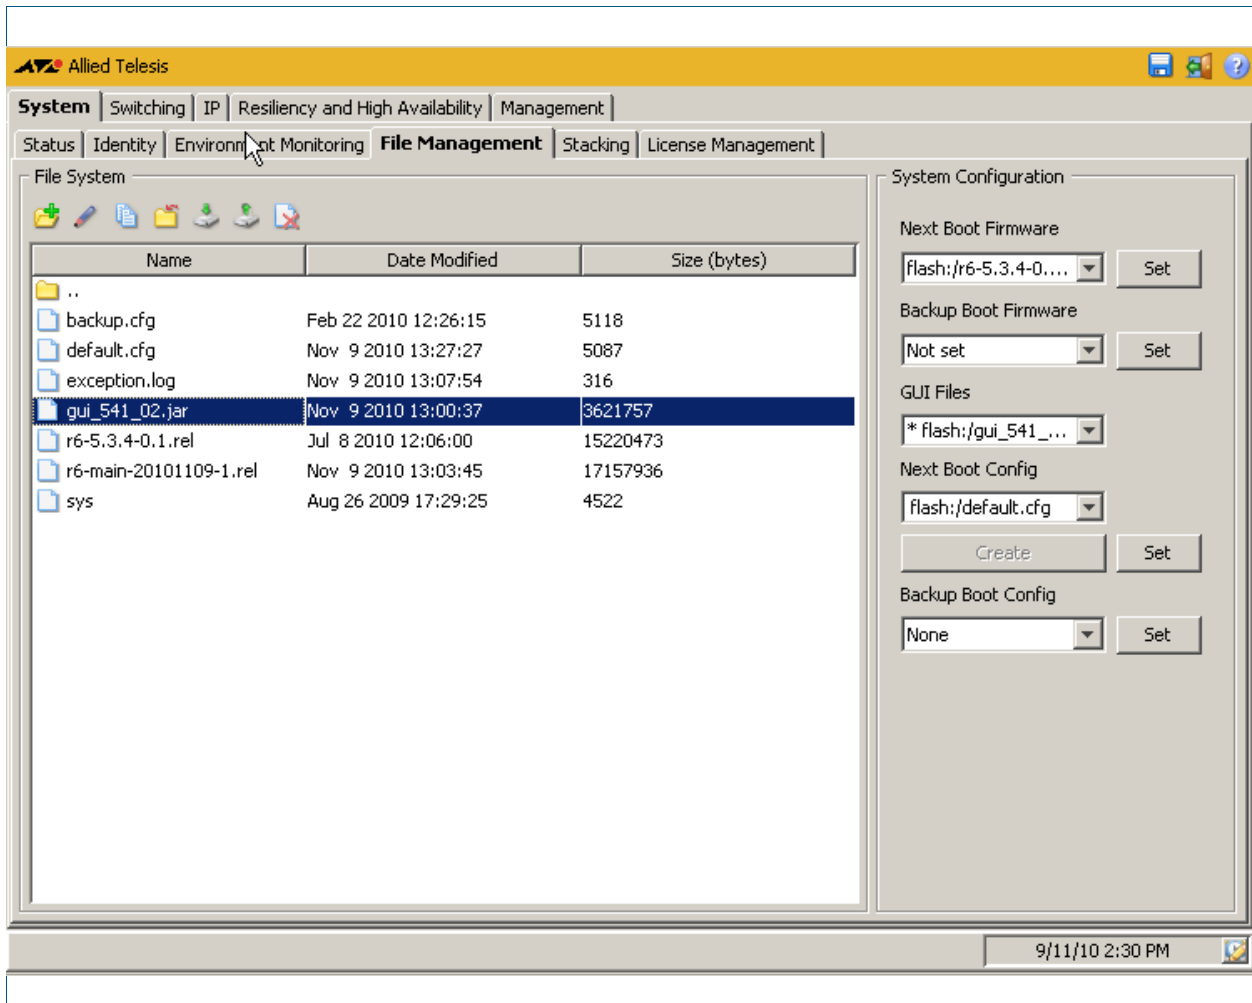 Allied Telesis
System Switching IP Resiliency and High Availability Management
Status Identity Environment Monitoring File Management Stacking License Management
File System
Name Date Modified Size (bytes)
..
backup.cfg Feb 22 2010 12:26:15 5118
default.cfg Nov 9 2010 13:27:27 5087
exception.log Nov 9 2010 13:07:54 316
gui_541_02.jar Nov 9 2010 13:00:37 3621757
r6-5.3.4-0.1.rel Jul 8 2010 12:06:00 15220473
r6-main-20101109-1.rel Nov 9 2010 13:03:45 17157936
sys Aug 26 2009 17:29:25 4522
System Configuration
Next Boot Firmware
flash:/r6-5.3.4-0.... Set
Backup Boot Firmware
Not set Set
GUI Files
* flash:/gui_541_...
Next Boot Config
flash:/default.cfg
Create Set
Backup Boot Config
None Set
9/11/10 2:30 PM